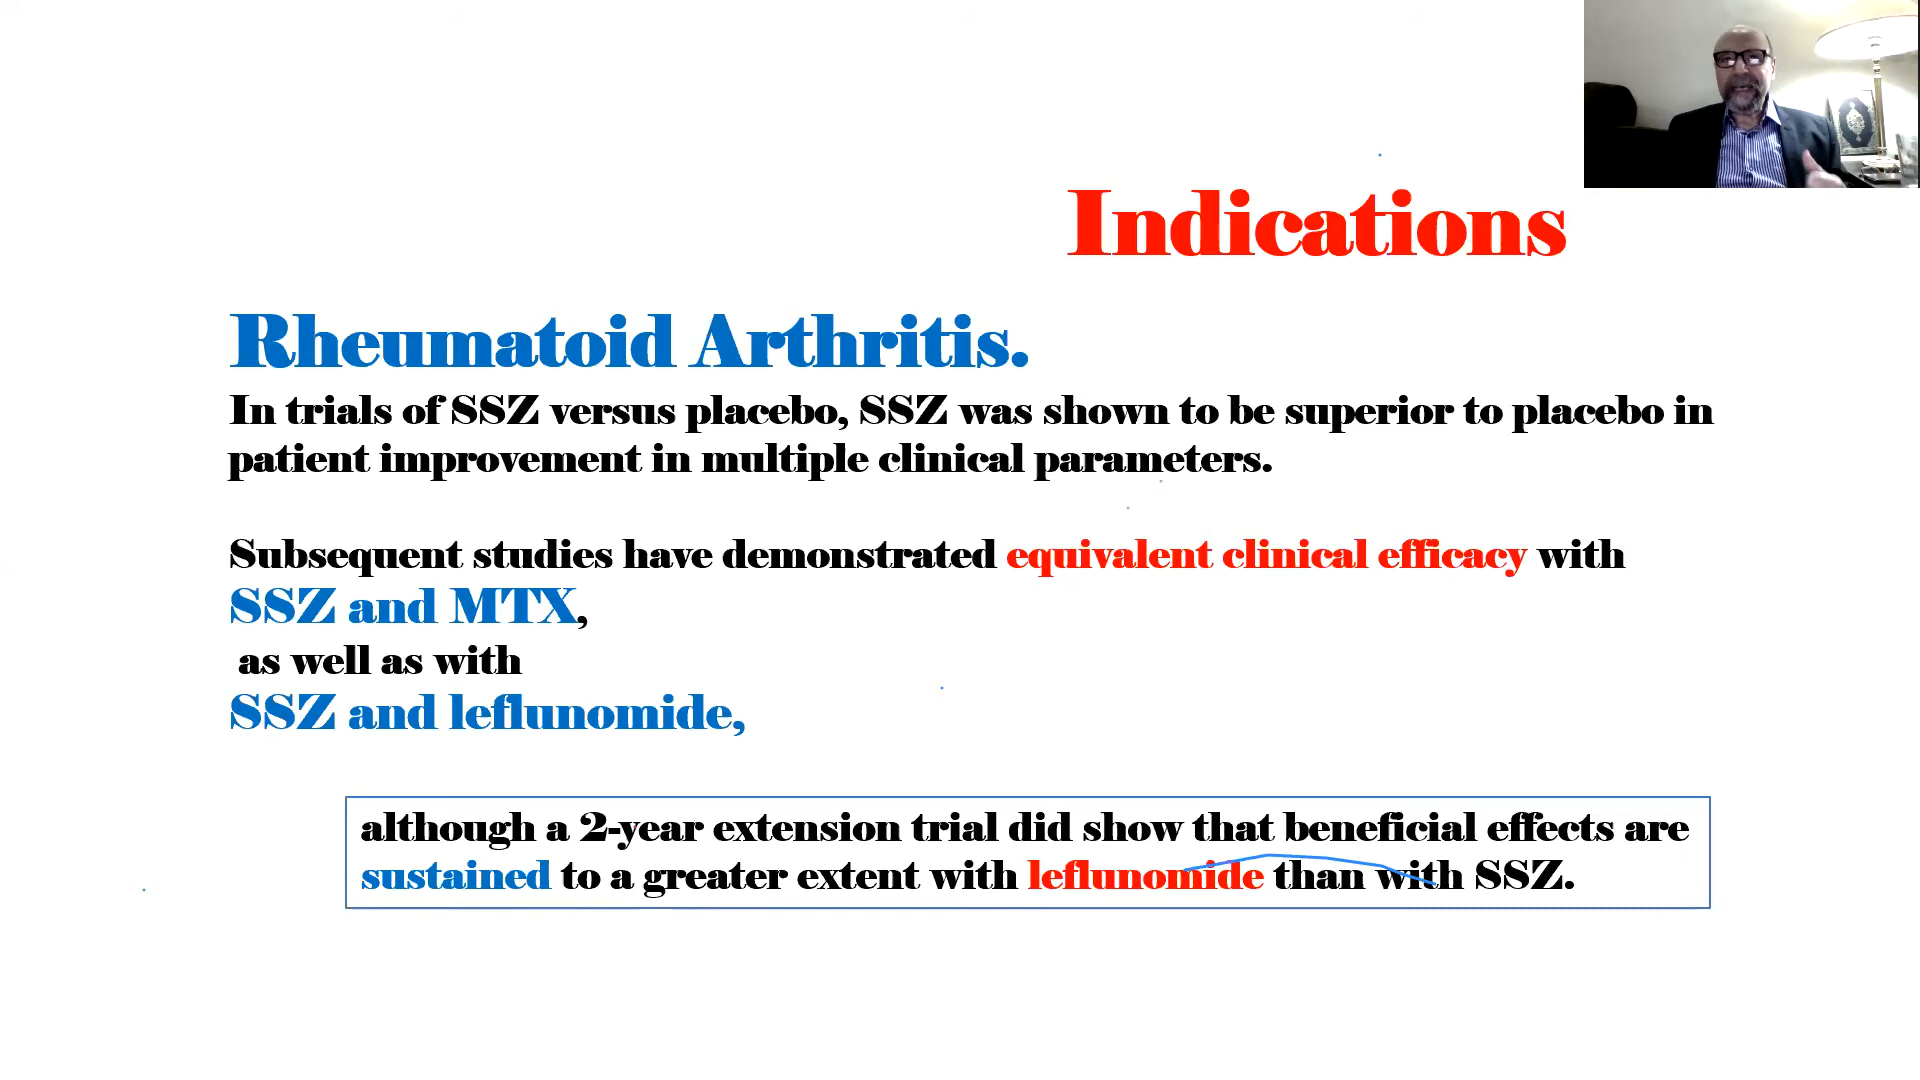 Indications
Rheumatoid Arthritis.
In trials of SSZ versus placebo, SSZ was shown to be superior to placebo in
patient improvement in multiple clinical parameters.
Subsequent studies have demonstrated equivalent clinical efficacy with
SSZ and MTX,
as well as with
SSZ and leflunomide,
although a 2-year extension trial did show that beneficial effects are
sustained to a greater extent with leflunomide than with SSZ.